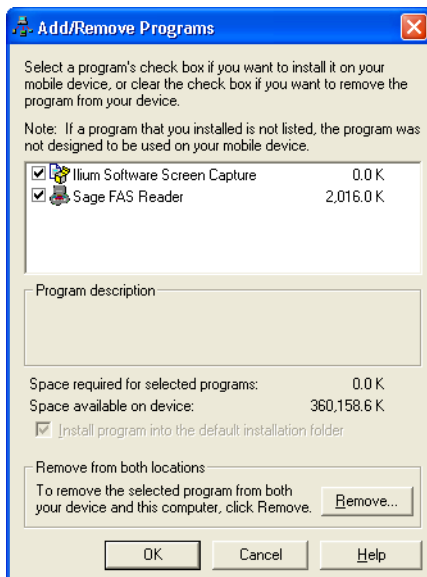 Add/Remove Programs
Select a program's check box if you want to install it on your
mobile device, or clear the check box if you want to remove the
program from your device.
Note: If a program that you installed is not listed, the program was
not designed to be used on your mobile device.
Ilium Software Screen Capture 0.0 K
Sage FAS Reader 2,016.0 K
Program description
Space required for selected programs: 0.0 K
Space available on device: 360,158.6 K
Install program into the default installation folder
Remove from both locations
To remove the selected program from both
your device and this computer, click Remove.
Remove...
OK Cancel Help